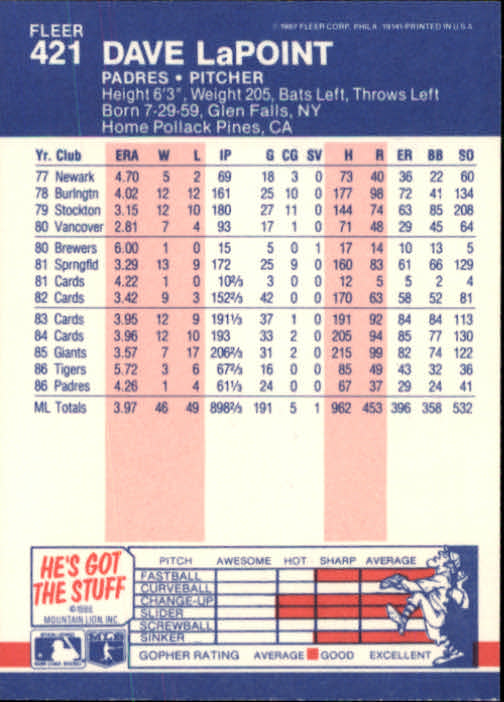 FLEER
421 DAVE LaPOINT
© 1987 FLEER CORP. PHILA. 19141-PRINTED IN U.S.A.
PADRES • PITCHER
Height 6'3", Weight 205, Bats Left, Throws Left
Born 7-29-59, Glen Falls, NY
Home Pollack Pines, CA
Yr. Club ERA W L IP G CG SV H R ER BB SO
77 Newark 4.70 5 2 69 18 3 0 73 40 36 22 60
78 Burlngtn 4.02 12 12 161 25 10 0 177 98 72 41 134
79 Stockton 3.15 12 10 180 27 11 0 144 74 63 85 208
80 Vancover 2.81 7 4 93 17 1 0 71 48 29 45 64
80 Brewers 6.00 1 0 15 5 0 1 17 14 10 13 5
81 Sprngfld 3.29 13 9 172 25 9 0 160 83 61 66 129
81 Cards 4.22 1 0 10⅔ 3 0 0 12 5 5 2 4
82 Cards 3.42 9 3 152⅔ 42 0 0 170 63 58 52 81
83 Cards 3.95 12 9 191⅓ 37 1 0 191 92 84 84 113
84 Cards 3.96 12 10 193 33 2 0 205 94 85 77 130
85 Giants 3.57 7 17 206⅔ 31 2 0 215 99 82 74 122
86 Tigers 5.72 3 6 67⅔ 16 0 0 85 49 43 32 36
86 Padres 4.26 1 4 61⅓ 24 0 0 67 37 29 24 41
ML Totals 3.97 46 49 898⅔ 191 5 1 962 453 396 358 532
HE'S GOT
THE STUFF
©1986
MOUNTAIN LION, INC.
PITCH AWESOME HOT SHARP AVERAGE
FASTBALL
CURVEBALL
CHANGE-UP
SLIDER
SCREWBALL
SINKER
GOPHER RATING AVERAGE GOOD EXCELLENT